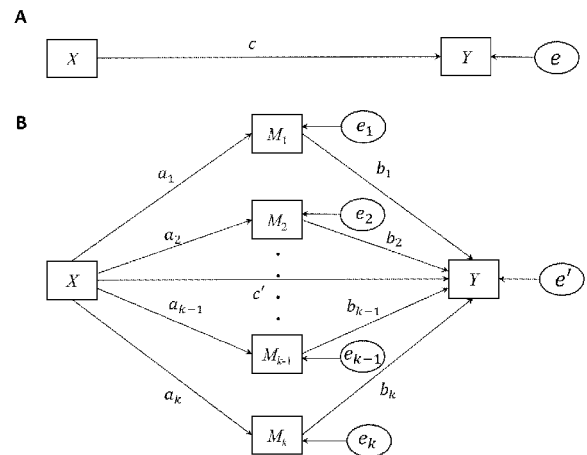 A
c
X
Y
e
B
M₁
e₁
a₁
b₁
M₂
e₂
a₂
b₂
X
c′
Y
e′
aₖ₋₁
bₖ₋₁
Mₖ₋₁
eₖ₋₁
aₖ
bₖ
Mₖ
eₖ